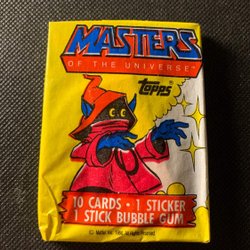 MASTERS
OF THE UNIVERSE
topps
10 CARDS • 1 STICKER
1 STICK BUBBLE GUM